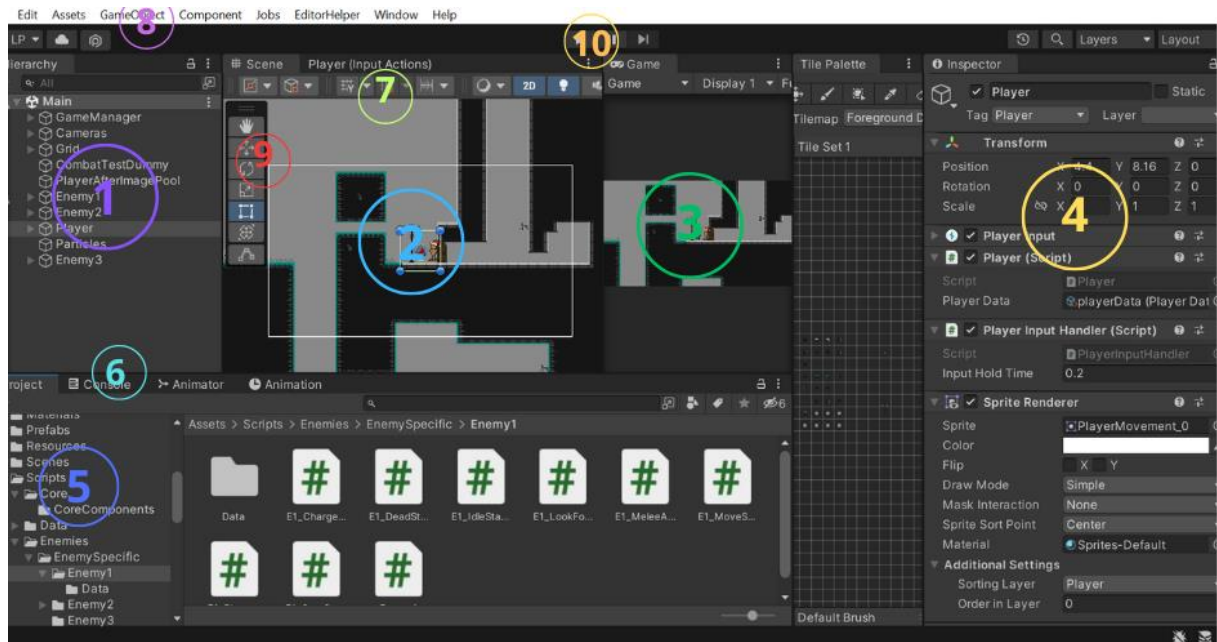 Edit Assets GameObject Component Jobs EditorHelper Window Help
8
LP
10
Layers Layout
Hierarchy
Scene Player (Input Actions)
Game
Tile Palette
Inspector
All
7
2D
Game Display 1
Player Static
Tag Player Layer
Main
GameManager
Cameras
Grid
CombatTestDummy
PlayerAfterImagePool
Enemy1
Enemy2
Player
Particles
Enemy3
1
9
2
3
Tilemap Foreground
Tile Set 1
Transform
Position X 4.4 Y 8.16 Z 0
Rotation X 0 Y 0 Z 0
Scale X Y 1 Z 1
4
Player Input
Player (Script)
Script Player
Player Data playerData (Player Dat
Player Input Handler (Script)
Script PlayerInputHandler
Input Hold Time 0.2
Sprite Renderer
Sprite PlayerMovement_0
Color
Flip X Y
Draw Mode Simple
Mask Interaction None
Sprite Sort Point Center
Material Sprites-Default
Additional Settings
Sorting Layer Player
Order in Layer 0
6
Project Console Animator Animation
6
Materials
Prefabs
Resources
Scenes
Scripts
Core
CoreComponents
Data
Enemies
EnemySpecific
Enemy1
Data
Enemy2
Enemy3
5
Assets > Scripts > Enemies > EnemySpecific > Enemy1
Data E1_Charge... E1_DeadSt... E1_IdleSta... E1_LookFo... E1_MeleeA... E1_MoveS...
Default Brush